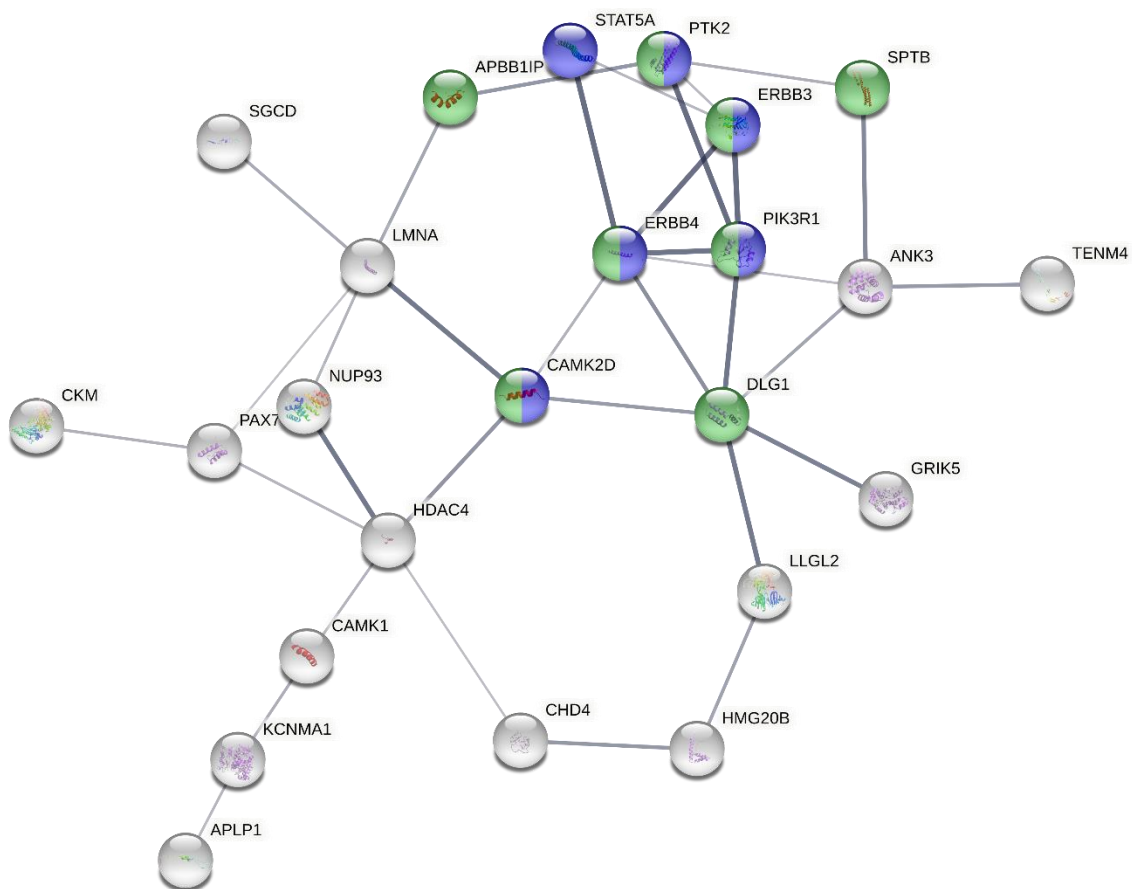 STAT5A
PTK2
APBB1IP
SPTB
ERBB3
SGCD
LMNA
ERBB4
PIK3R1
ANK3
TENM4
CAMK2D
DLG1
NUP93
CKM
PAX7
GRIK5
HDAC4
LLGL2
CAMK1
CHD4
HMG20B
KCNMA1
APLP1